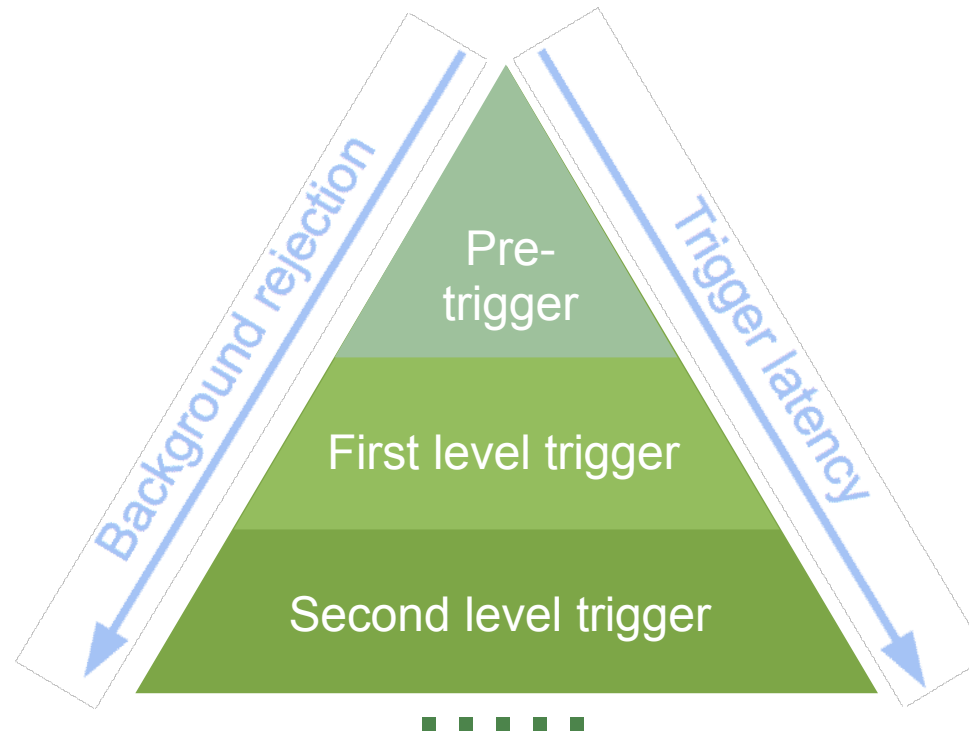 Background rejection
Trigger latency
Pre-
trigger
First level trigger
Second level trigger